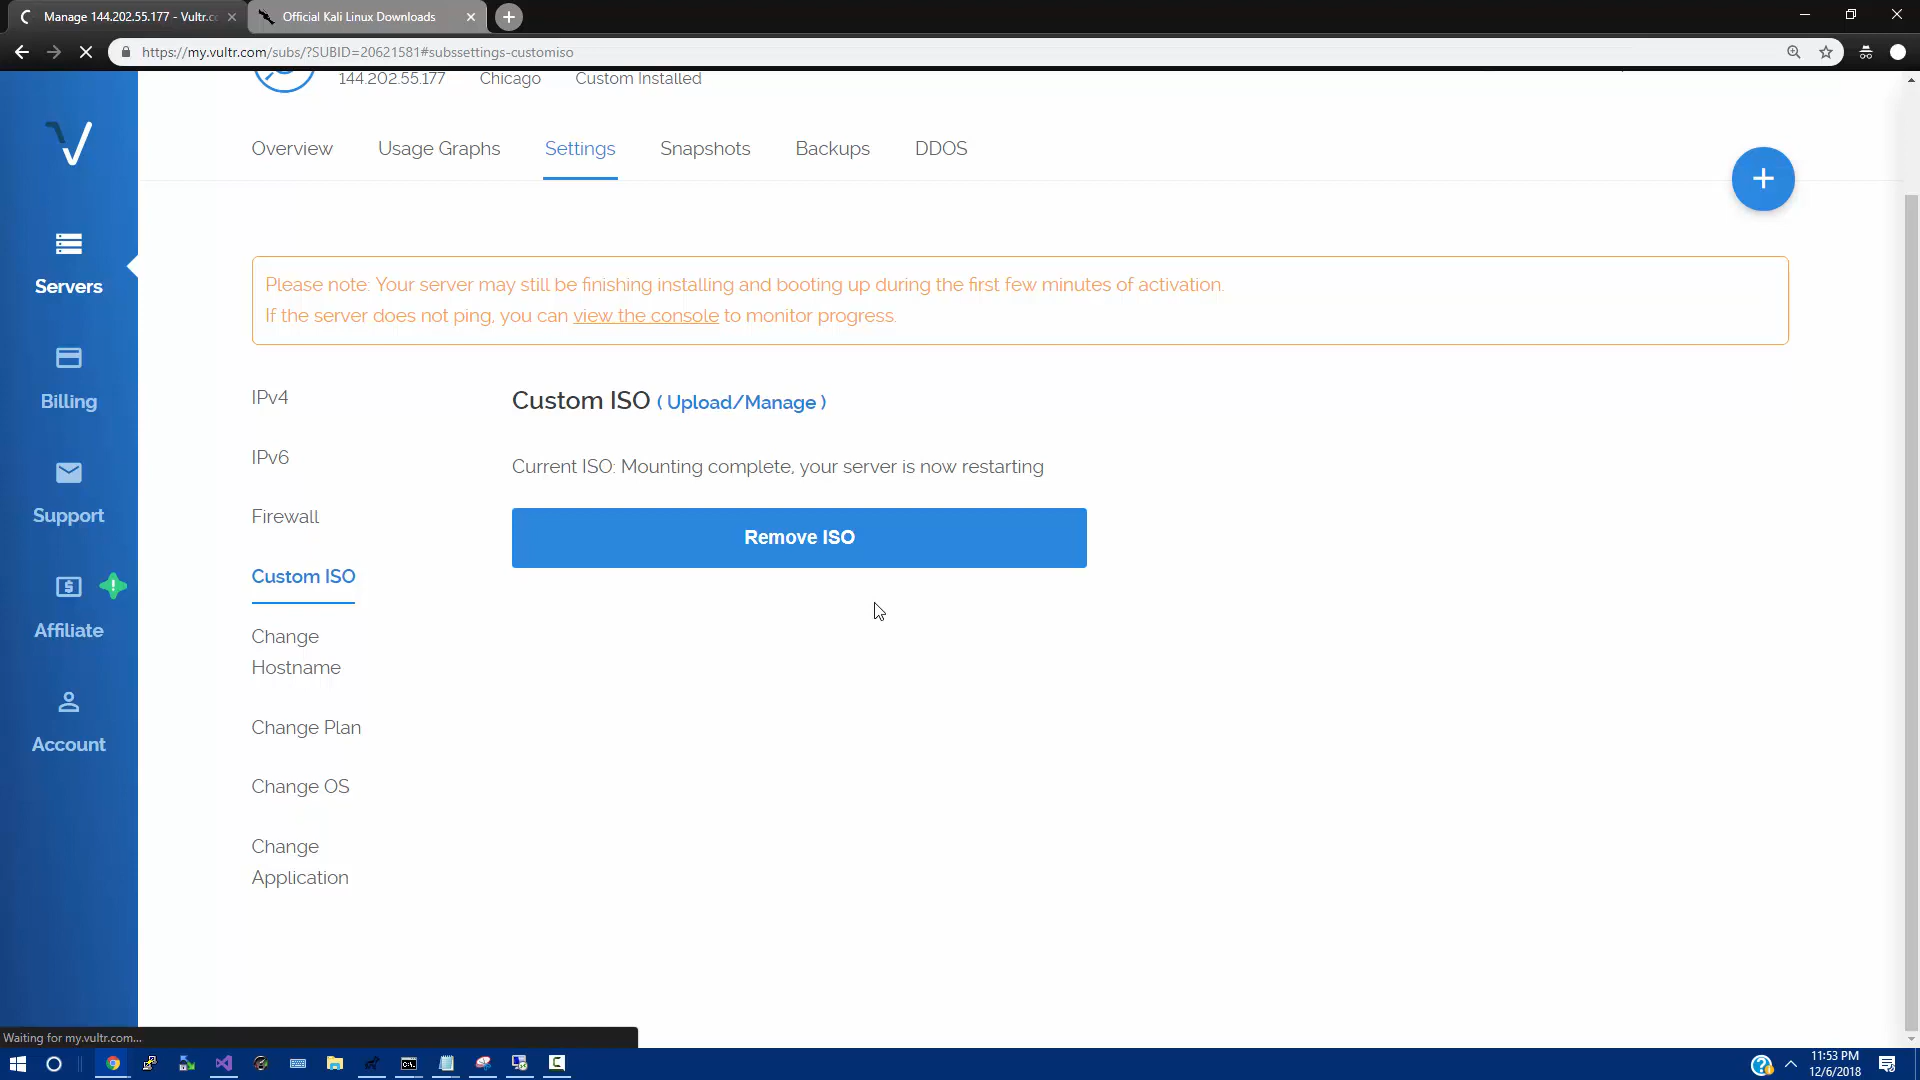 Manage 144.202.55.177 - Vultr.c
Official Kali Linux Downloads
https://my.vultr.com/subs/?SUBID=20621581#subssettings-customiso
144.202.55.177
Chicago
Custom Installed
Overview
Usage Graphs
Settings
Snapshots
Backups
DDOS
Servers
Billing
Support
Affiliate
Account
Please note: Your server may still be finishing installing and booting up during the first few minutes of activation.
If the server does not ping, you can view the console to monitor progress.
IPv4
IPv6
Firewall
Custom ISO
Change
Hostname
Change Plan
Change OS
Change
Application
Custom ISO ( Upload/Manage )
Current ISO: Mounting complete, your server is now restarting
Remove ISO
Waiting for my.vultr.com...
11:53 PM
12/6/2018